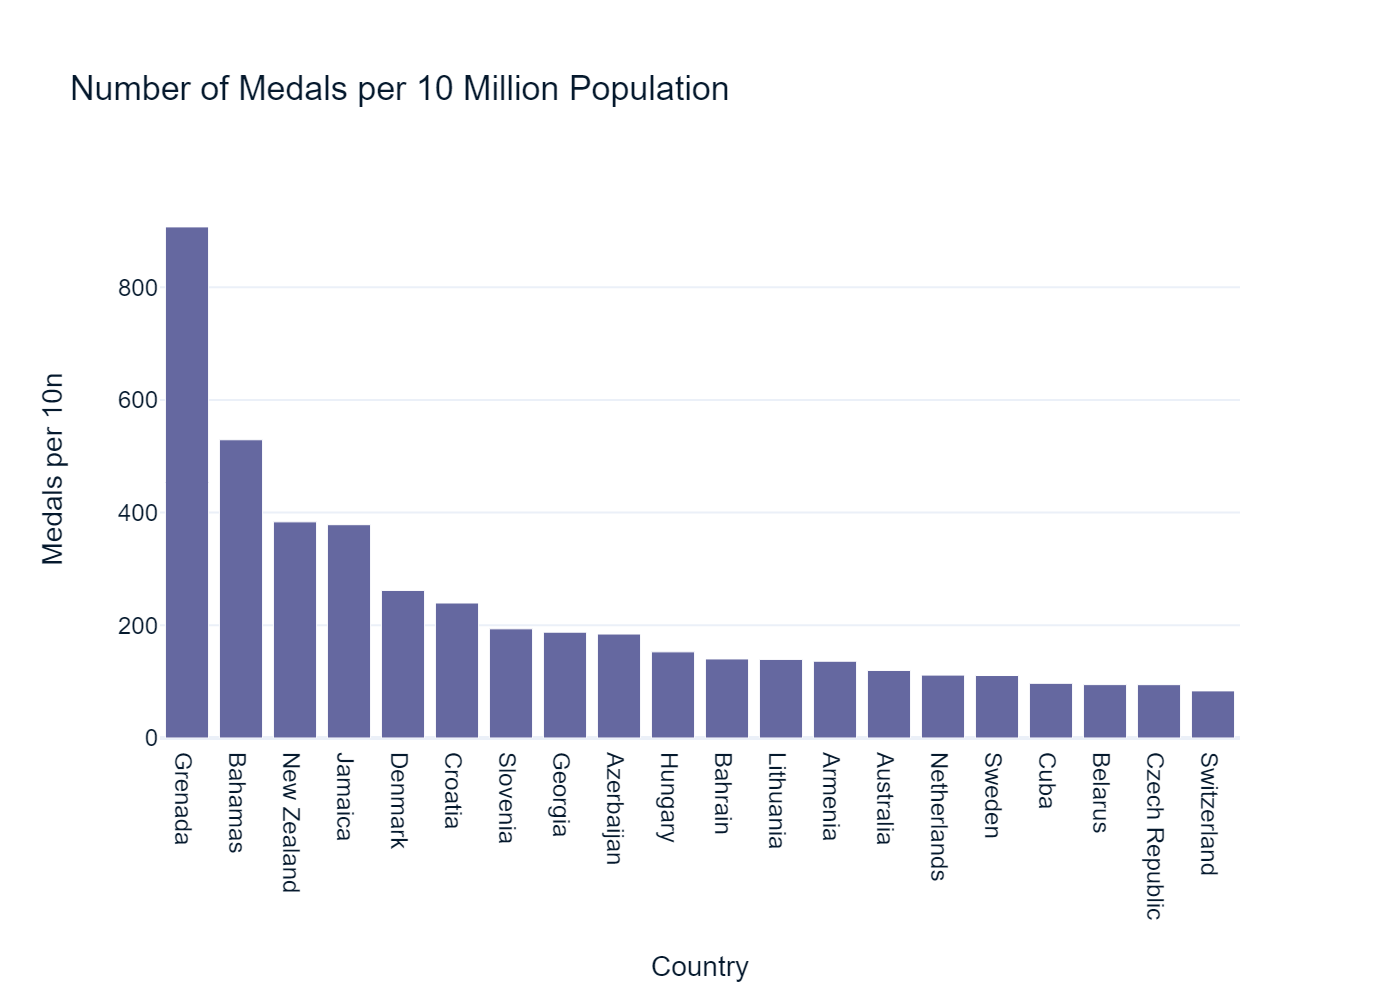 Number of Medals per 10 Million Population
Medals per 10n
800
600
400
200
0
Grenada
Bahamas
New Zealand
Jamaica
Denmark
Croatia
Slovenia
Georgia
Azerbaijan
Hungary
Bahrain
Lithuania
Armenia
Australia
Netherlands
Sweden
Cuba
Belarus
Czech Republic
Switzerland
Country